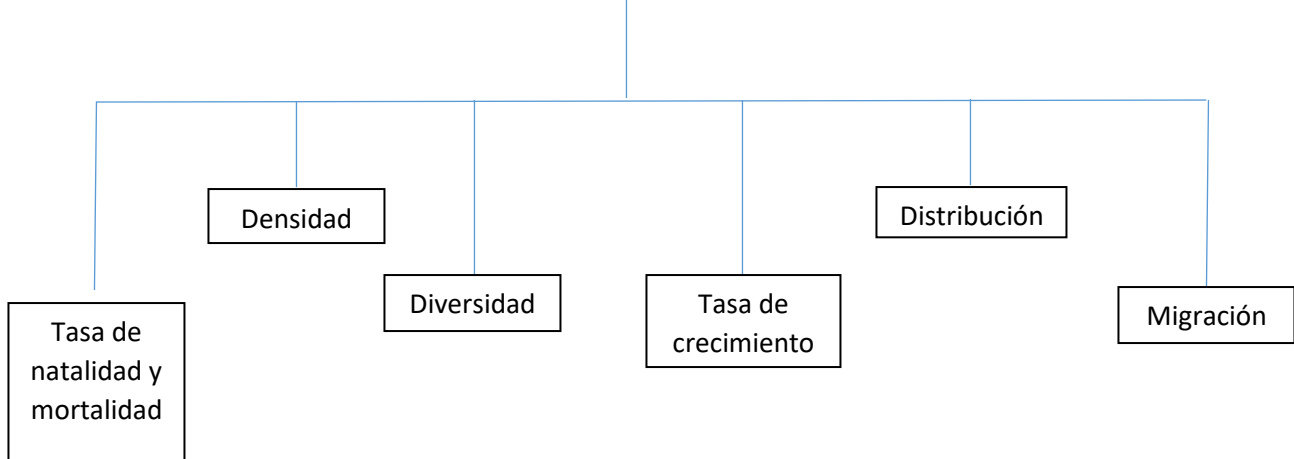 Densidad
Distribución
Diversidad
Tasa de
crecimiento
Migración
Tasa de
natalidad y
mortalidad